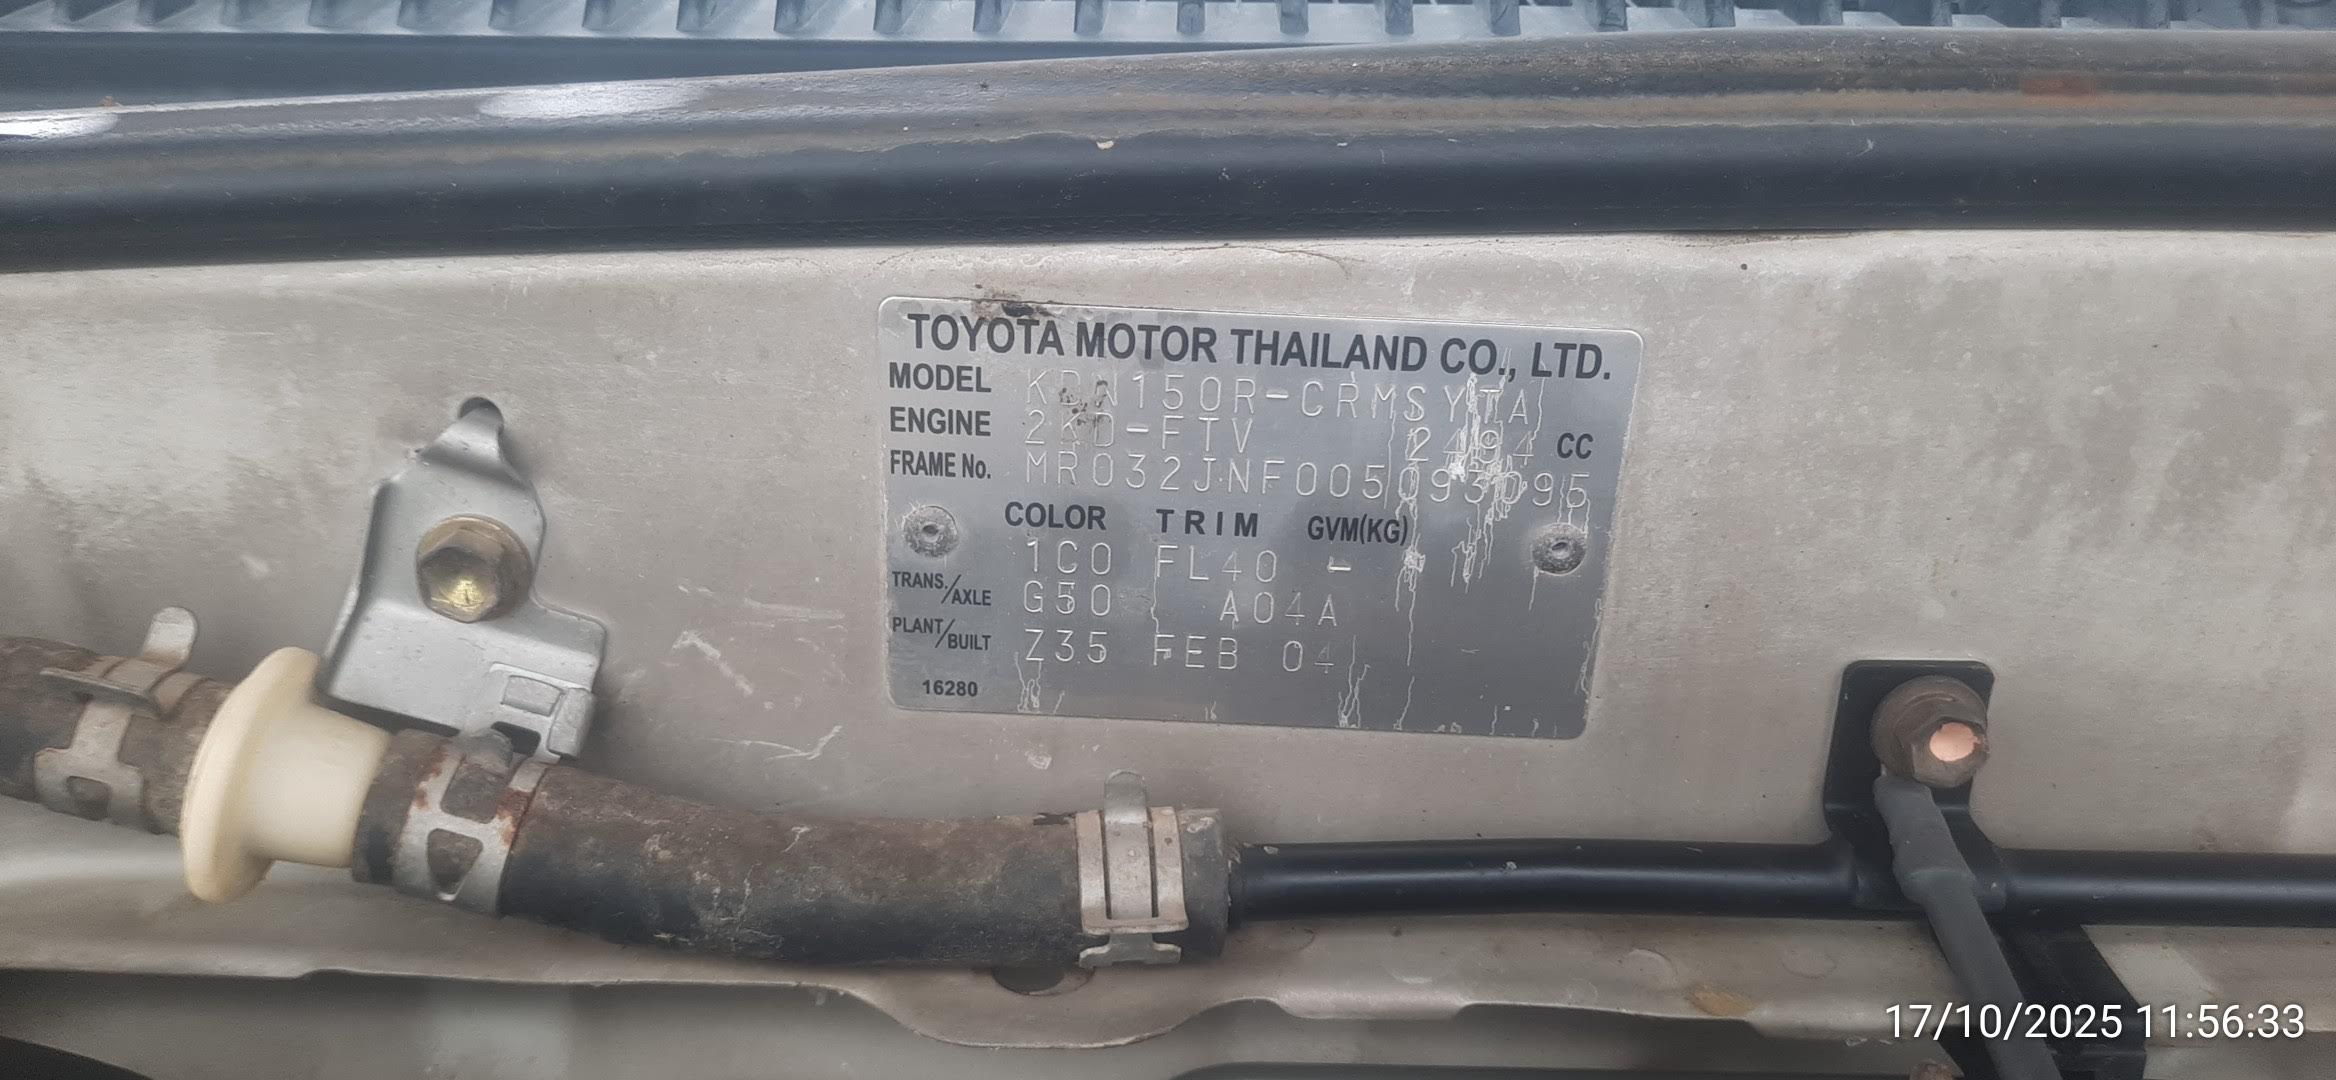 TOYOTA MOTOR THAILAND CO., LTD.
MODEL KDN150R-CRMSYTA
ENGINE 2KD-FTV 2494 CC
FRAME No. MR032JNF005093095
COLOR TRIM GVM(KG)
1C0 FL40 -
TRANS./AXLE G50 A04A
PLANT/BUILT Z35 FEB 04
16280
17/10/2025 11:56:33